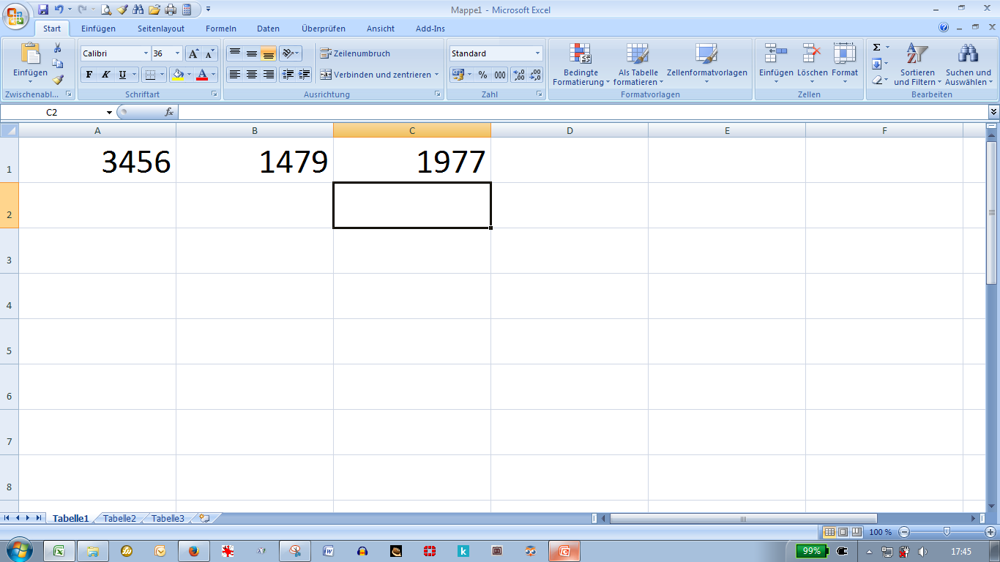 Mappe1 - Microsoft Excel
Start Einfügen Seitenlayout Formeln Daten Überprüfen Ansicht Add-Ins
Einfügen
Zwischenabl...
Calibri 36
F K U
Schriftart
Zeilenumbruch
Verbinden und zentrieren
Ausrichtung
Standard
% 000
Zahl
Bedingte Formatierung
Als Tabelle formatieren
Zellenformatvorlagen
Formatvorlagen
Einfügen Löschen Format
Zellen
Σ
Sortieren und Filtern
Suchen und Auswählen
Bearbeiten
C2 fx
A B C D E F
1 3456 1479 1977
2
3
4
5
6
7
8
Tabelle1 Tabelle2 Tabelle3
100 %
99% 17:45